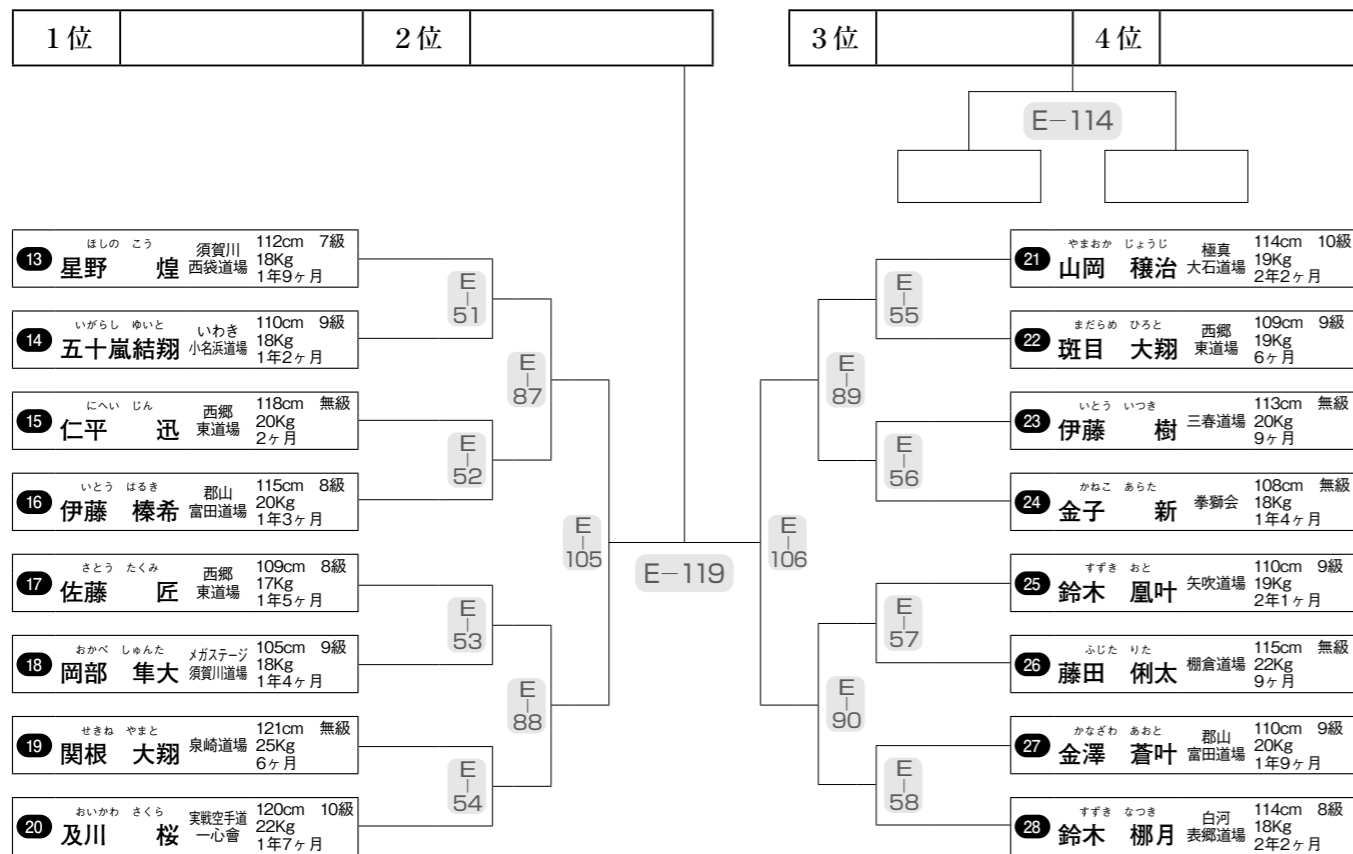 1位 2位 3位 4位
E－114
13 ほしの こう
星野 煌
須賀川
西袋道場
112cm 7級
18Kg
1年9ヶ月
14 いがらし ゆいと
五十嵐結翔
いわき
小名浜道場
110cm 9級
18Kg
1年2ヶ月
15 にへい じん
仁平 迅
西郷
東道場
118cm 無級
20Kg
2ヶ月
16 いとう はるき
伊藤 榛希
郡山
富田道場
115cm 8級
20Kg
1年3ヶ月
17 さとう たくみ
佐藤 匠
西郷
東道場
109cm 8級
17Kg
1年5ヶ月
18 おかべ しゅんた
岡部 隼大
メガステージ
須賀川道場
105cm 9級
18Kg
1年4ヶ月
19 せきね やまと
関根 大翔
泉崎道場
121cm 無級
25Kg
6ヶ月
20 おいかわ さくら
及川 桜
実戦空手道
一心會
120cm 10級
22Kg
1年7ヶ月
E－51
E－52
E－53
E－54
E－87
E－88
E－105
E－119
E－106
E－89
E－90
E－55
E－56
E－57
E－58
21 やまおか じょうじ
山岡 穣治
極真
大石道場
114cm 10級
19Kg
2年2ヶ月
22 まだらめ ひろと
斑目 大翔
西郷
東道場
109cm 9級
19Kg
6ヶ月
23 いとう いつき
伊藤 樹
三春道場
113cm 無級
20Kg
9ヶ月
24 かねこ あらた
金子 新
拳獅会
108cm 無級
18Kg
1年4ヶ月
25 すずき おと
鈴木 凰叶
矢吹道場
110cm 9級
19Kg
2年1ヶ月
26 ふじた りた
藤田 俐太
棚倉道場
115cm 無級
22Kg
9ヶ月
27 かなざわ あおと
金澤 蒼叶
郡山
富田道場
110cm 9級
20Kg
1年9ヶ月
28 すずき なつき
鈴木 梛月
白河
表郷道場
114cm 8級
18Kg
2年2ヶ月